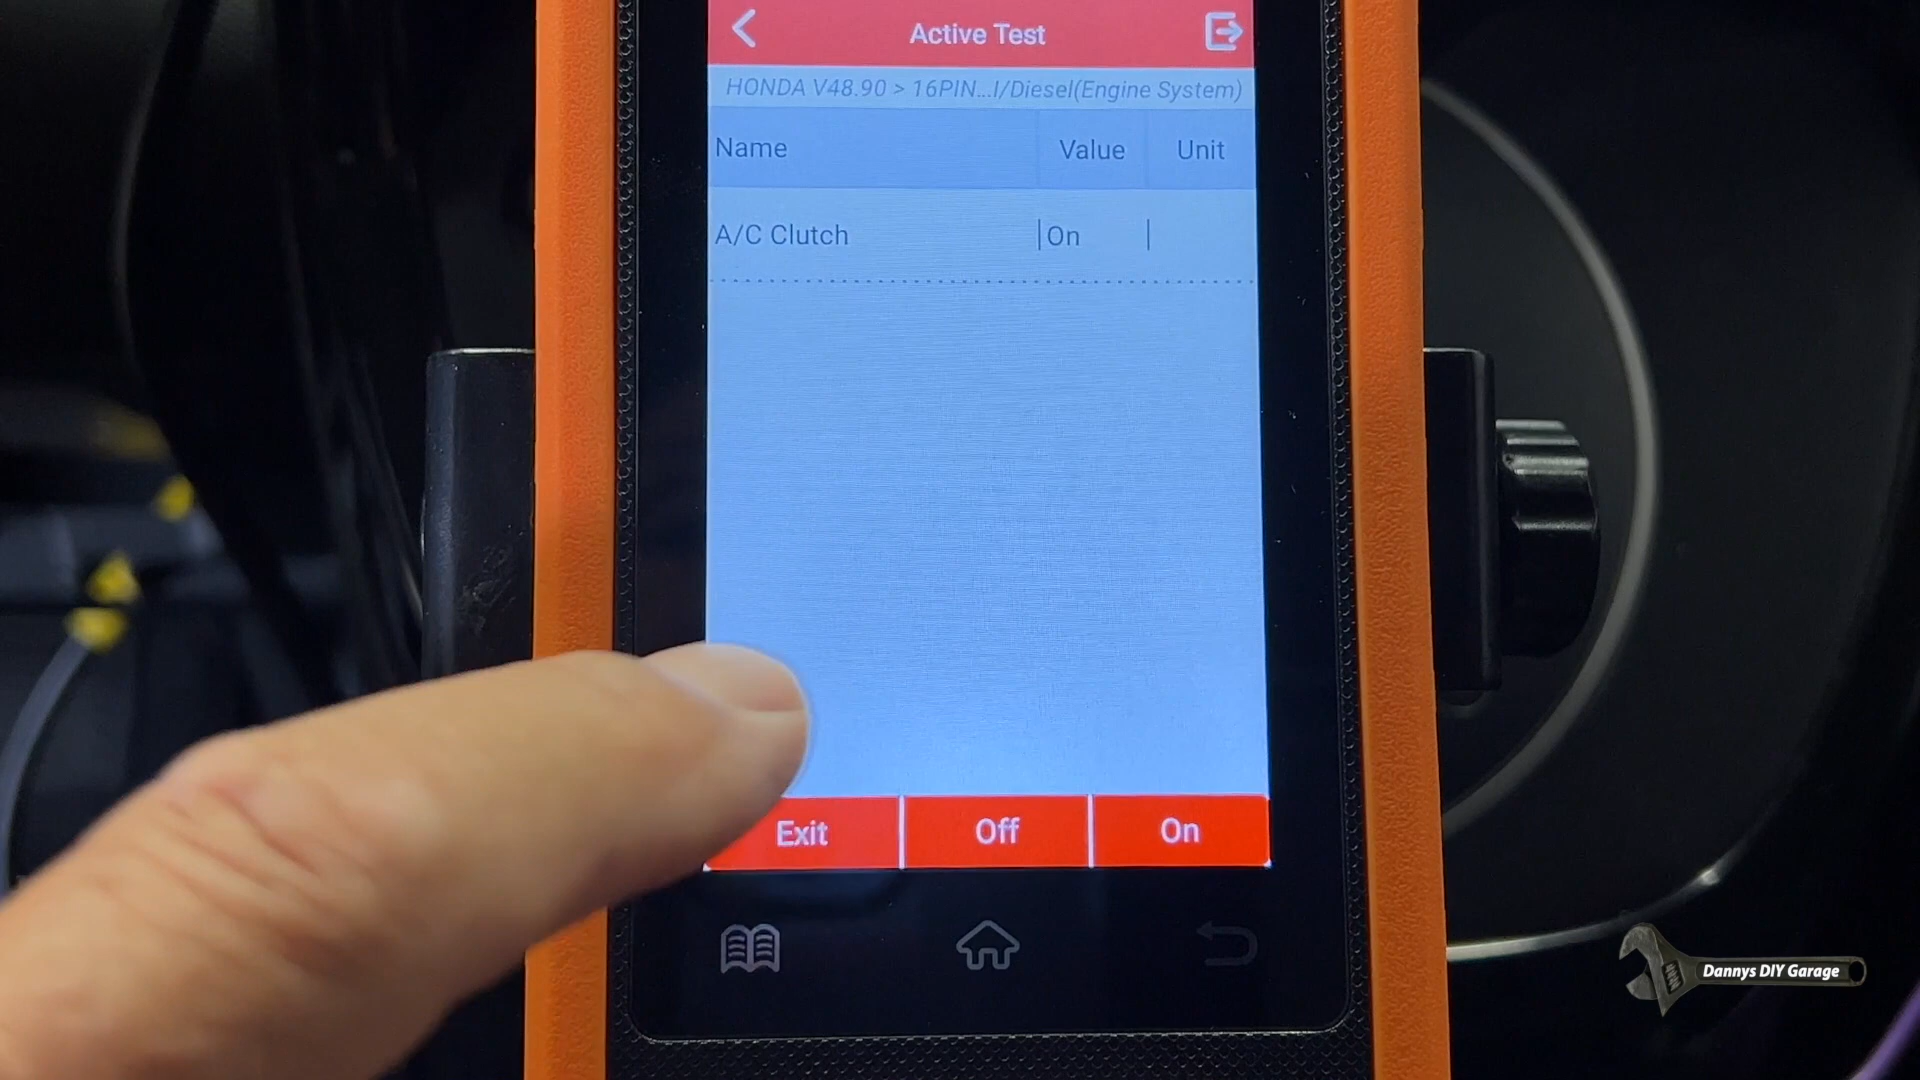 Active Test
HONDA V48.90 > 16PIN...I/Diesel(Engine System)
Name Value Unit
A/C Clutch On
Exit Off On
Dannys DIY Garage